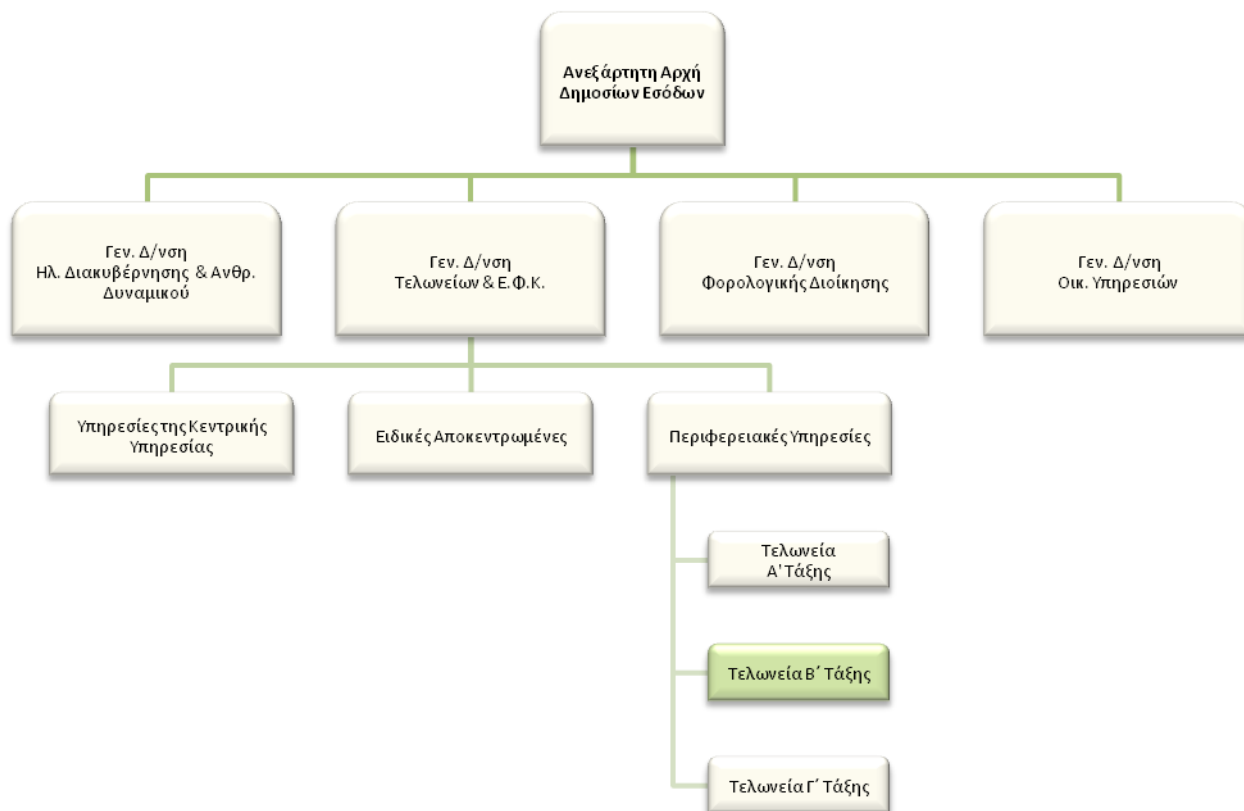 Ανεξάρτητη Αρχή
Δημοσίων Εσόδων
Γεν. Δ/νση
Ηλ. Διακυβέρνησης & Ανθρ.
Δυναμικού
Γεν. Δ/νση
Τελωνείων & Ε.Φ.Κ.
Γεν. Δ/νση
Φορολογικής Διοίκησης
Γεν. Δ/νση
Οικ. Υπηρεσιών
Υπηρεσίες της Κεντρικής
Υπηρεσίας
Ειδικές Αποκεντρωμένες
Περιφερειακές Υπηρεσίες
Τελωνεία
Α' Τάξης
Τελωνεία Β΄ Τάξης
Τελωνεία Γ΄ Τάξης